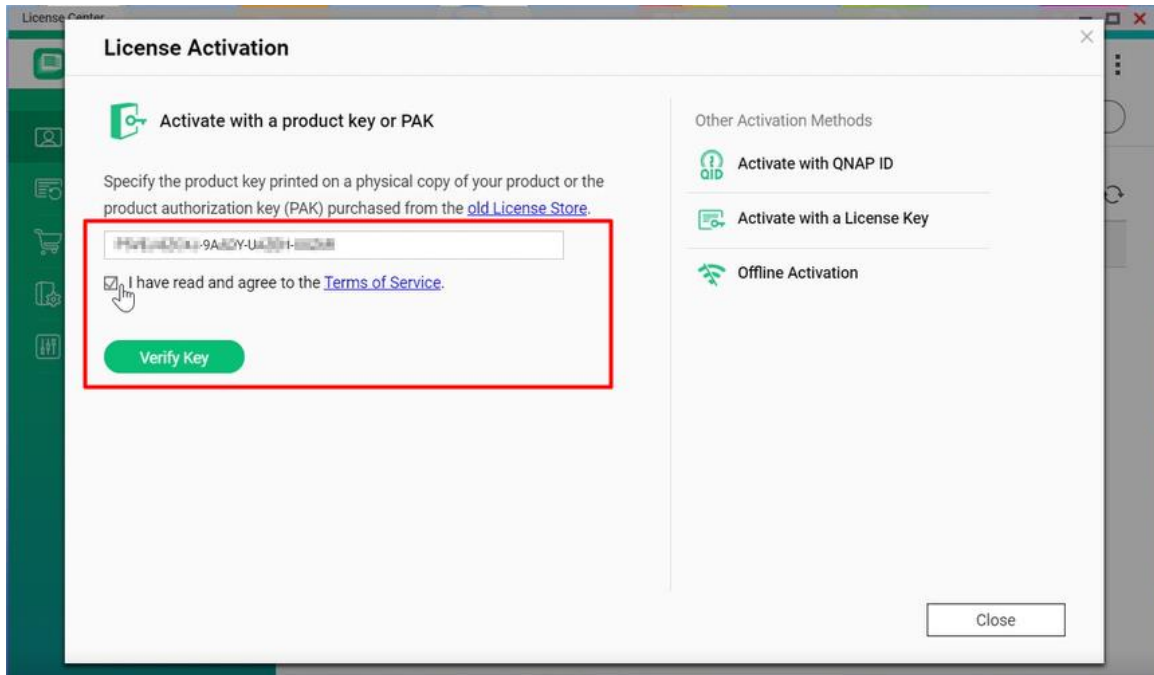 License Center
License Activation
Activate with a product key or PAK
Specify the product key printed on a physical copy of your product or the
product authorization key (PAK) purchased from the old License Store.
I have read and agree to the Terms of Service.
Verify Key
Other Activation Methods
QID
Activate with QNAP ID
Activate with a License Key
Offline Activation
Close